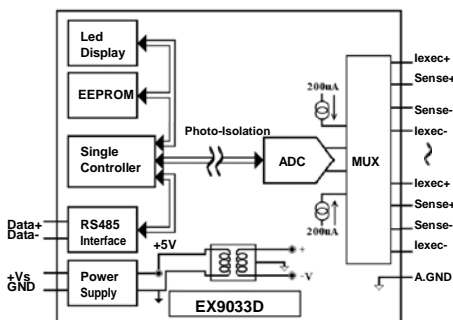 Led
Display
EEPROM
Single
Controller
Photo-Isolation
ADC
MUX
200uA
200uA
Iexec+
Sense+
Sense-
Iexec-
Iexec+
Sense+
Sense-
Iexec-
A.GND
Data+
Data-
RS485
Interface
+5V
+
-V
+Vs
GND
Power
Supply
EX9033D